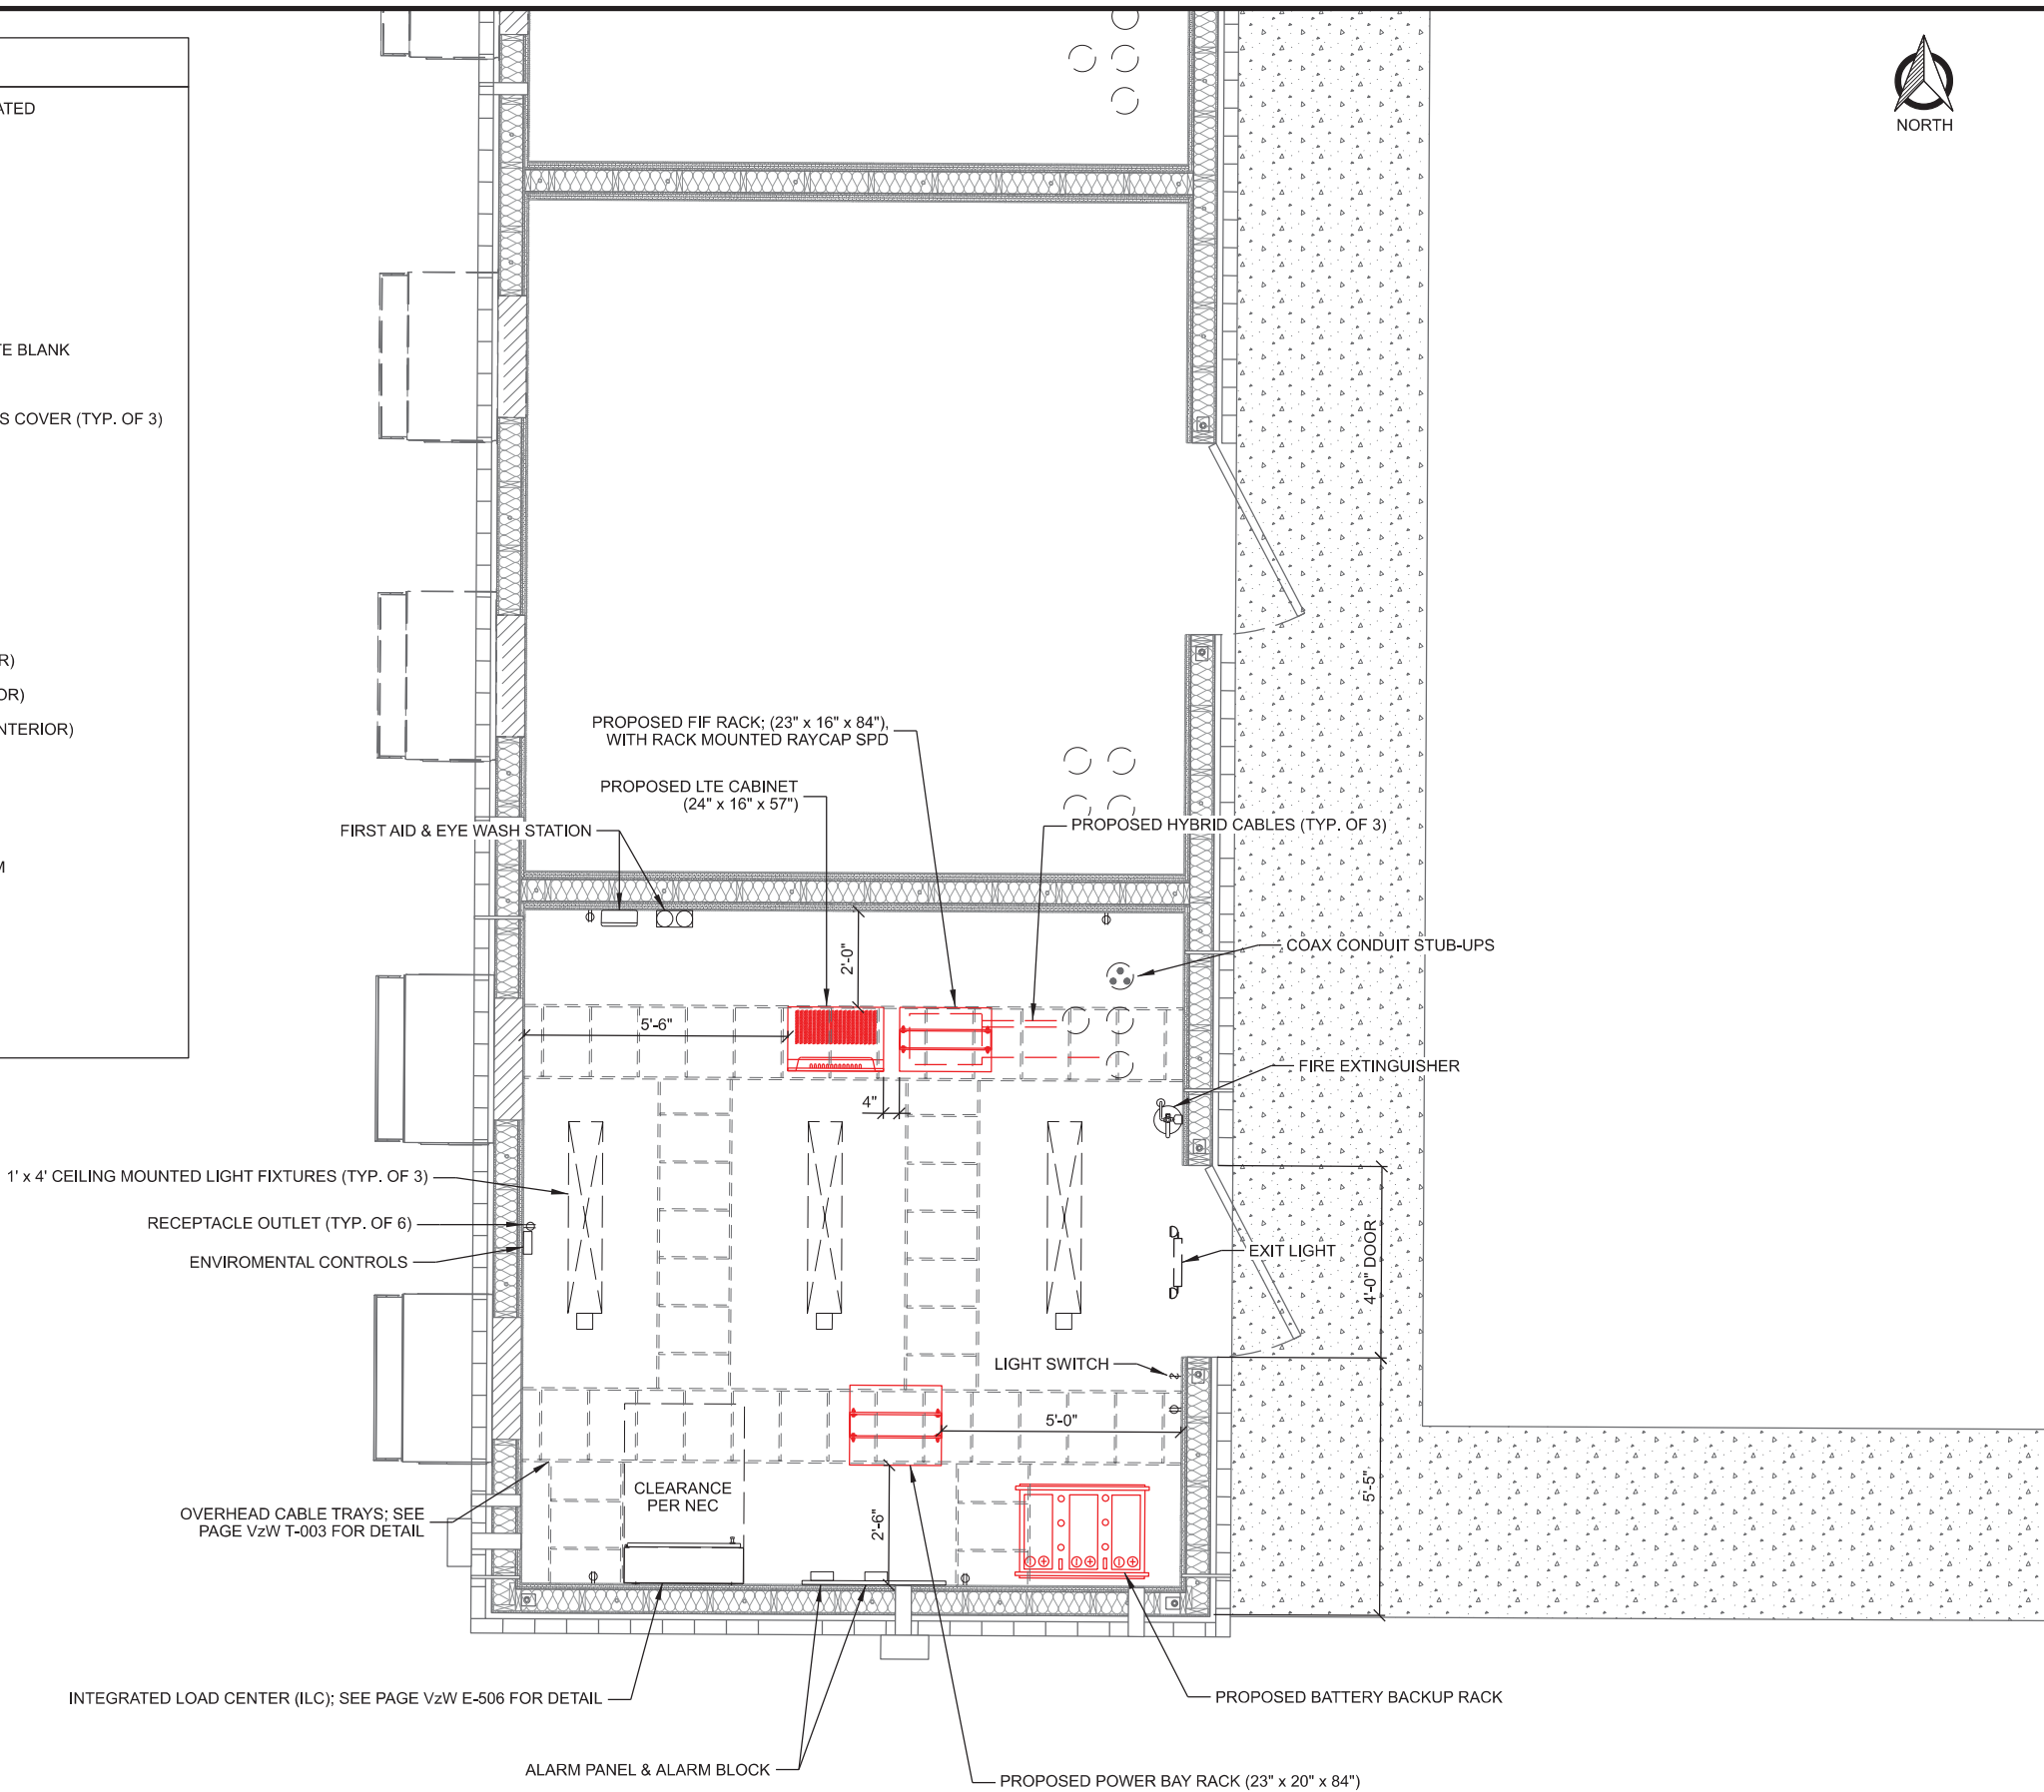 ATED
TE BLANK
S COVER (TYP. OF 3)
R)
OR)
NTERIOR)
M
NORTH
PROPOSED FIF RACK; (23" x 16" x 84"),
WITH RACK MOUNTED RAYCAP SPD
PROPOSED LTE CABINET
(24" x 16" x 57")
FIRST AID & EYE WASH STATION
PROPOSED HYBRID CABLES (TYP. OF 3)
2'-0"
COAX CONDUIT STUB-UPS
5'-6"
FIRE EXTINGUISHER
4"
1' x 4' CEILING MOUNTED LIGHT FIXTURES (TYP. OF 3)
RECEPTACLE OUTLET (TYP. OF 6)
ENVIROMENTAL CONTROLS
EXIT LIGHT
4'-0" DOOR
LIGHT SWITCH
5'-0"
CLEARANCE
PER NEC
5'-5"
OVERHEAD CABLE TRAYS; SEE
PAGE VzW T-003 FOR DETAIL
2'-6"
INTEGRATED LOAD CENTER (ILC); SEE PAGE VzW E-506 FOR DETAIL
PROPOSED BATTERY BACKUP RACK
ALARM PANEL & ALARM BLOCK
PROPOSED POWER BAY RACK (23" x 20" x 84")